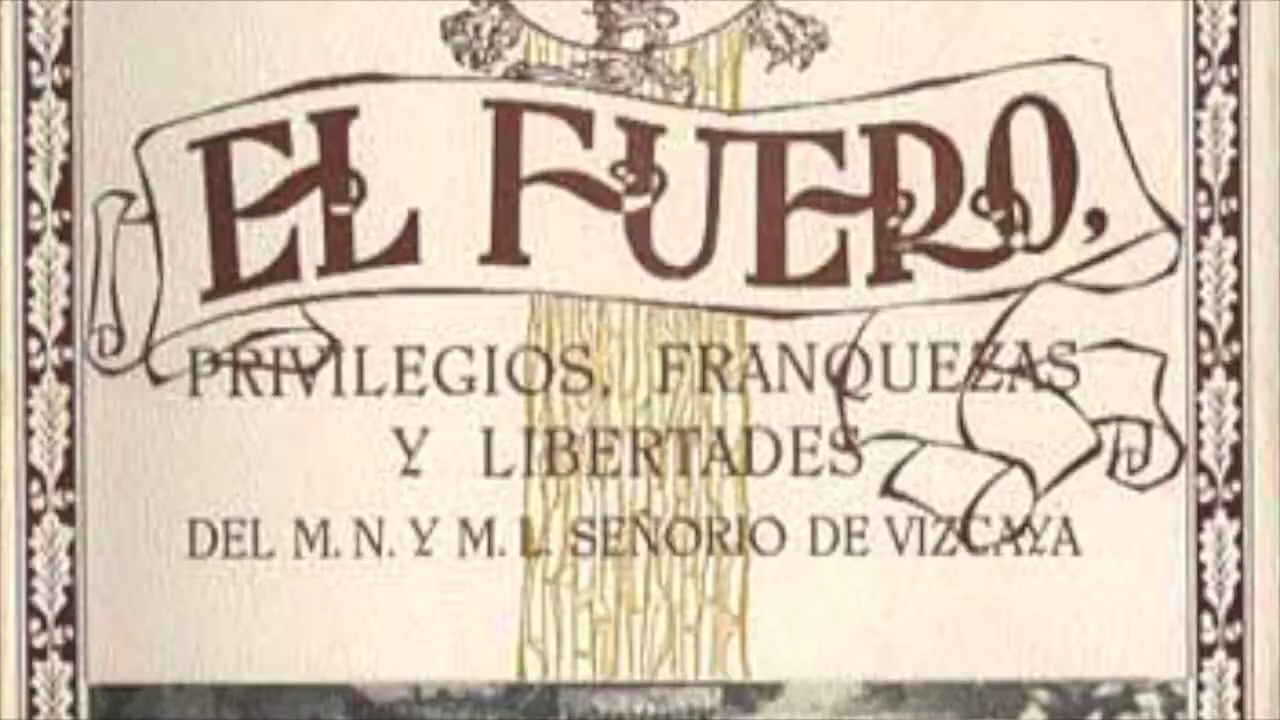 EL FUERO,
PRIVILEGIOS, FRANQUEZAS
Y LIBERTADES
DEL M. N. Y M. L. SEÑORIO DE VIZCAYA